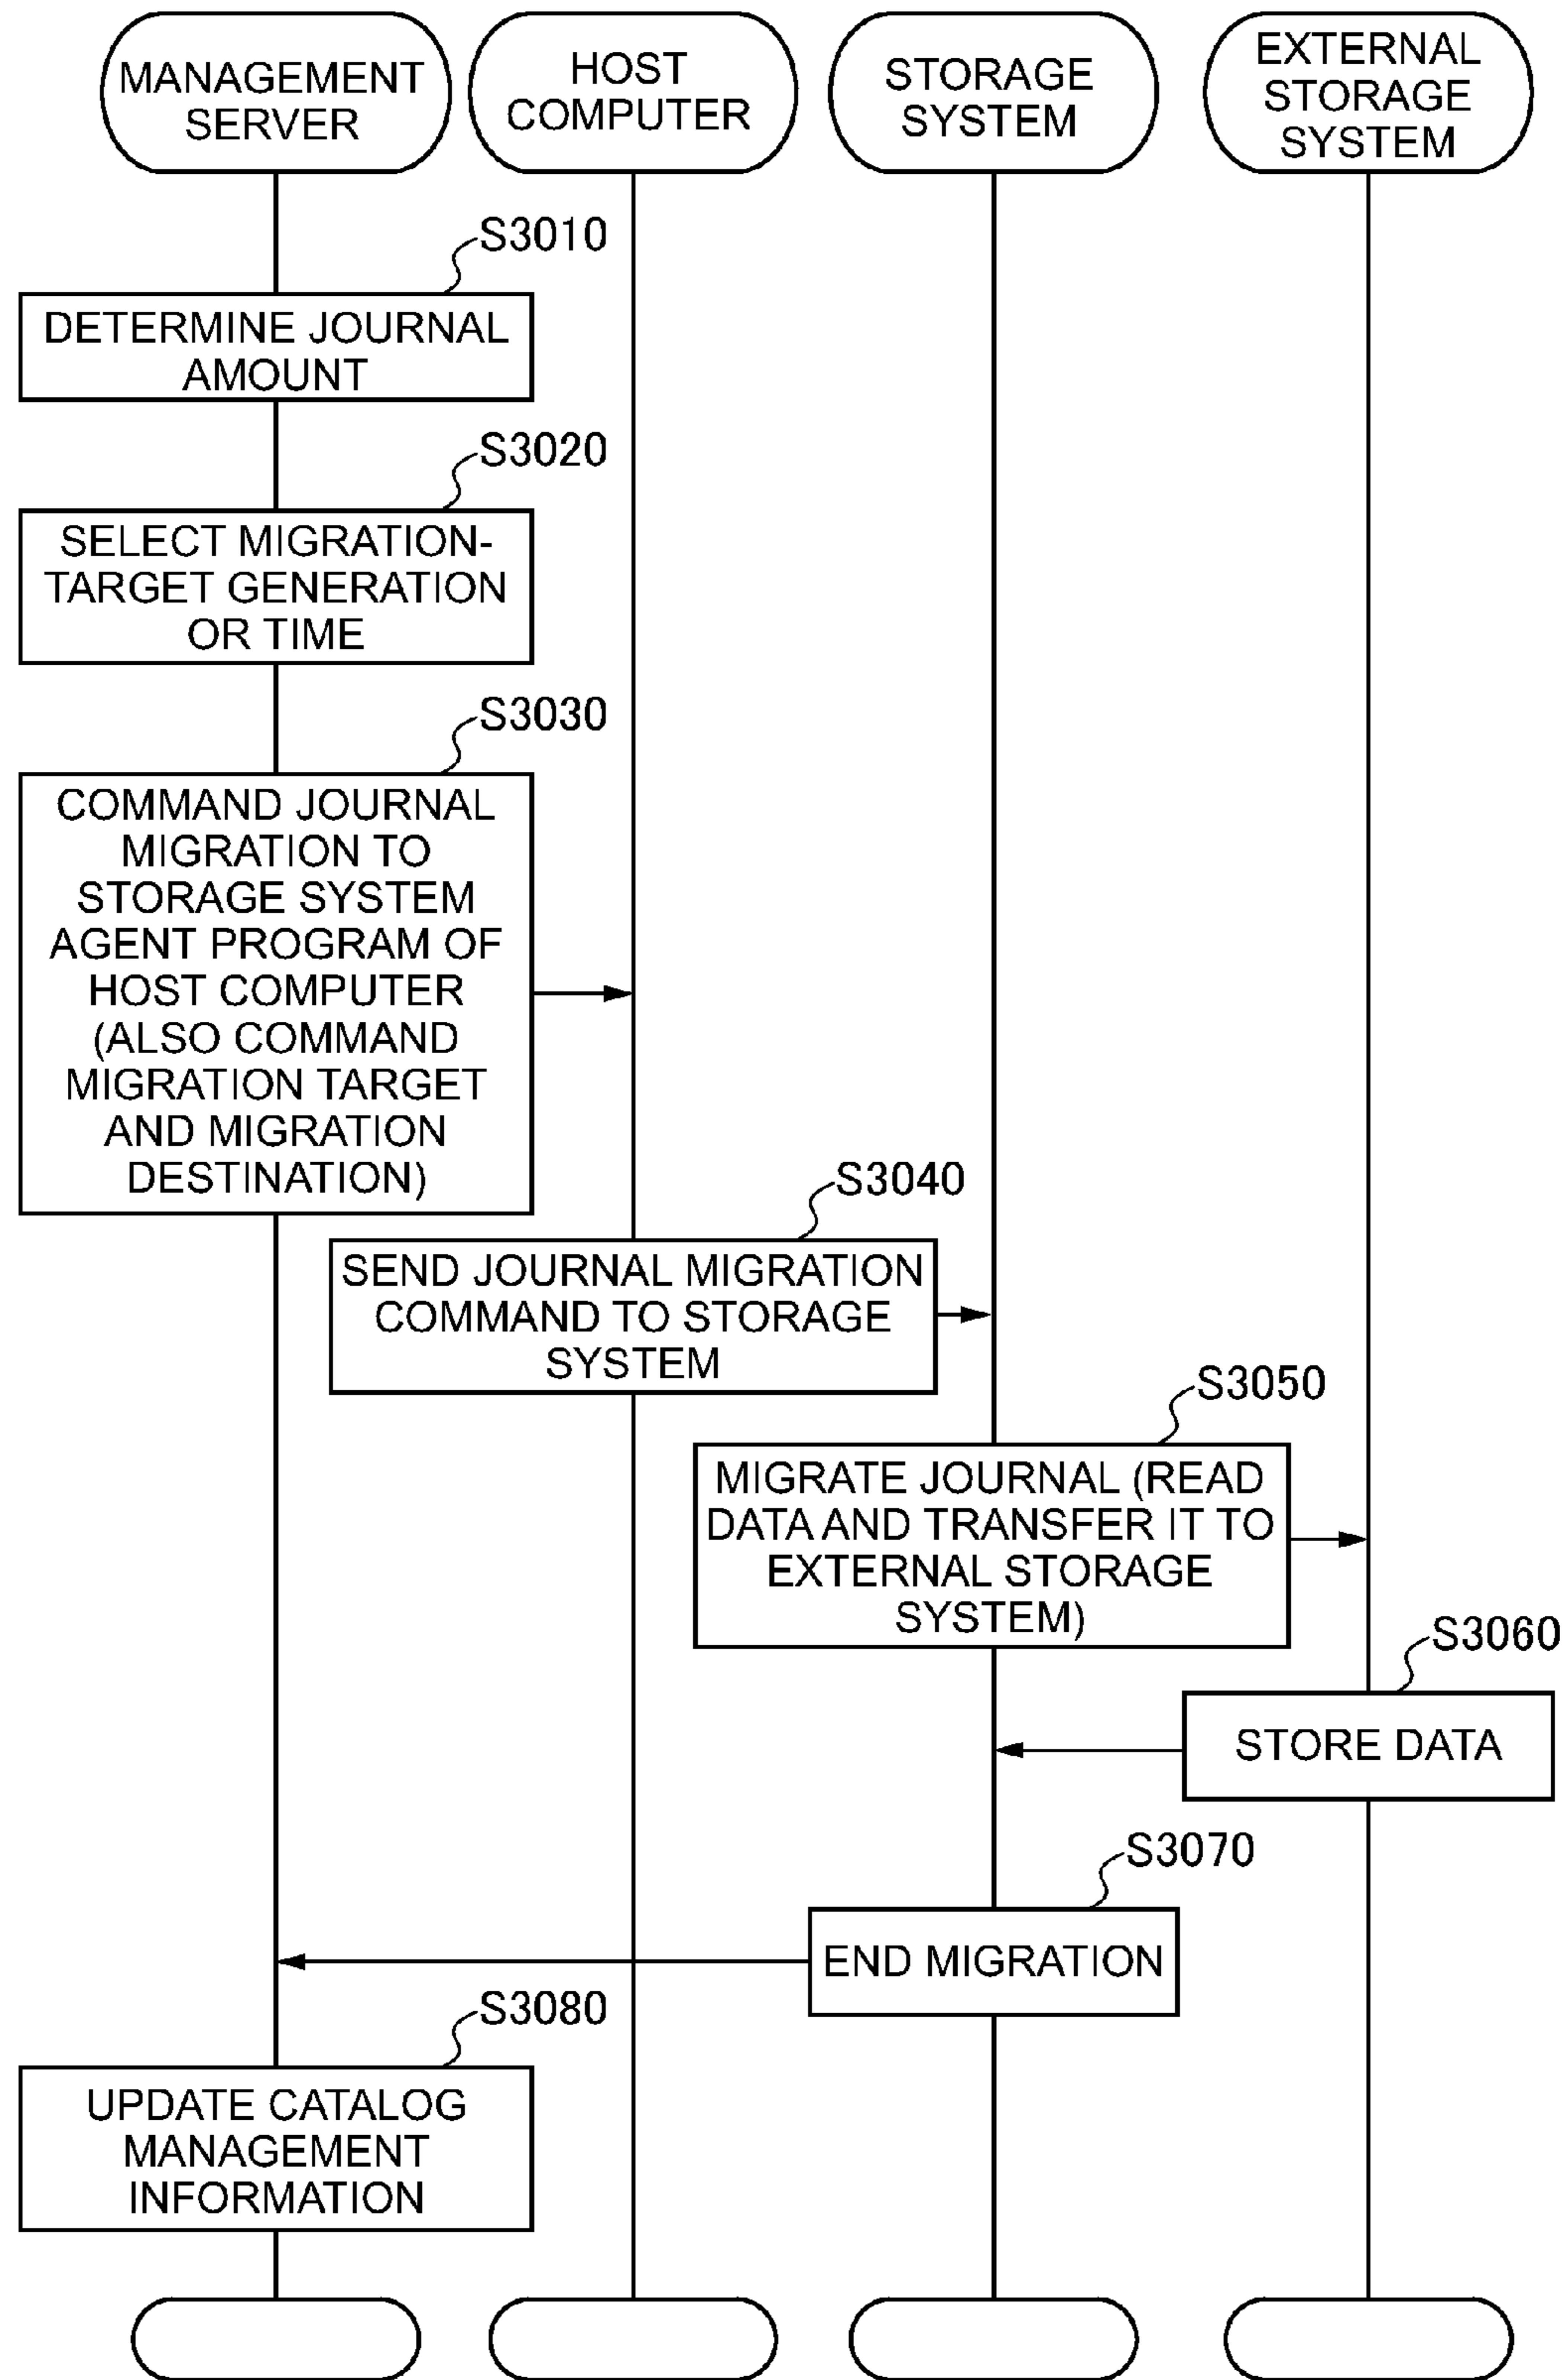 MANAGEMENT
SERVER
HOST
COMPUTER
STORAGE
SYSTEM
EXTERNAL
STORAGE
SYSTEM
S3010
DETERMINE JOURNAL
AMOUNT
S3020
SELECT MIGRATION-
TARGET GENERATION
OR TIME
S3030
COMMAND JOURNAL
MIGRATION TO
STORAGE SYSTEM
AGENT PROGRAM OF
HOST COMPUTER
(ALSO COMMAND
MIGRATION TARGET
AND MIGRATION
DESTINATION)
S3040
SEND JOURNAL MIGRATION
COMMAND TO STORAGE
SYSTEM
S3050
MIGRATE JOURNAL (READ
DATA AND TRANSFER IT TO
EXTERNAL STORAGE
SYSTEM)
S3060
STORE DATA
S3070
END MIGRATION
S3080
UPDATE CATALOG
MANAGEMENT
INFORMATION